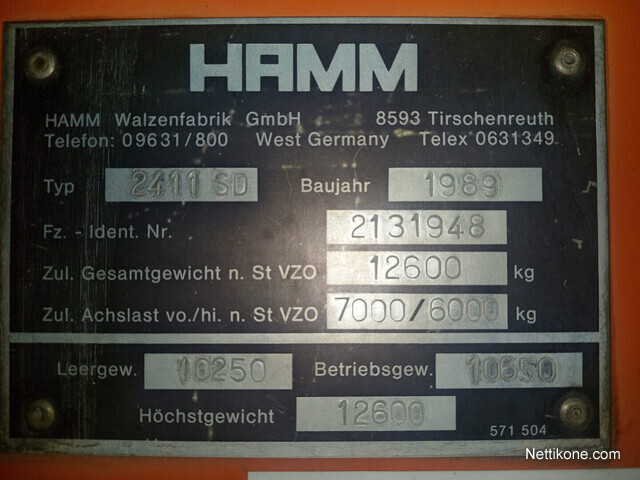 HAMM
HAMM Walzenfabrik GmbH 8593 Tirschenreuth
Telefon: 09631/800 West Germany Telex 0631349
Typ 2411 SD Baujahr 1989
Fz. - Ident. Nr. 2131948
Zul. Gesamtgewicht n. St VZO 12600 kg
Zul. Achslast vo./hi. n. St VZO 7000/6000 kg
Leergew. 10250 Betriebsgew. 10650
Höchstgewicht 12600
571 504
Nettikone.com